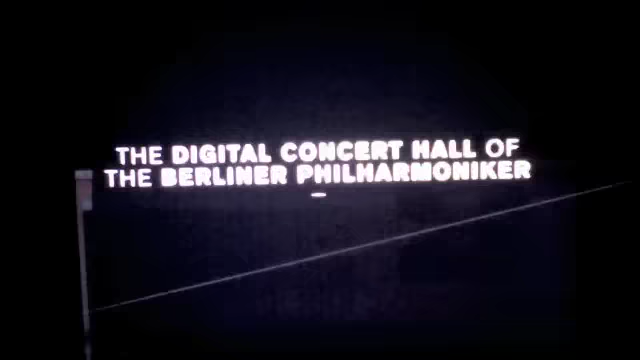 THE DIGITAL CONCERT HALL OF
THE BERLINER PHILHARMONIKER